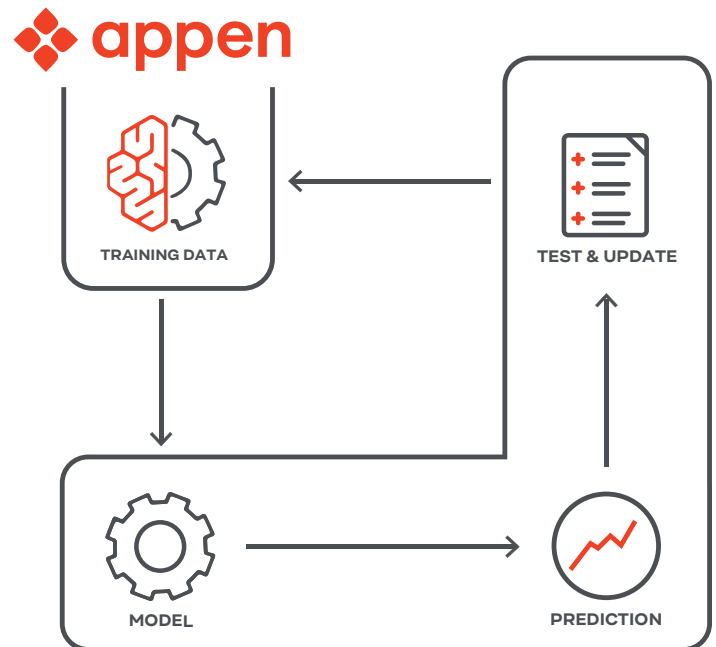 appen
TRAINING DATA
TEST & UPDATE
MODEL
PREDICTION